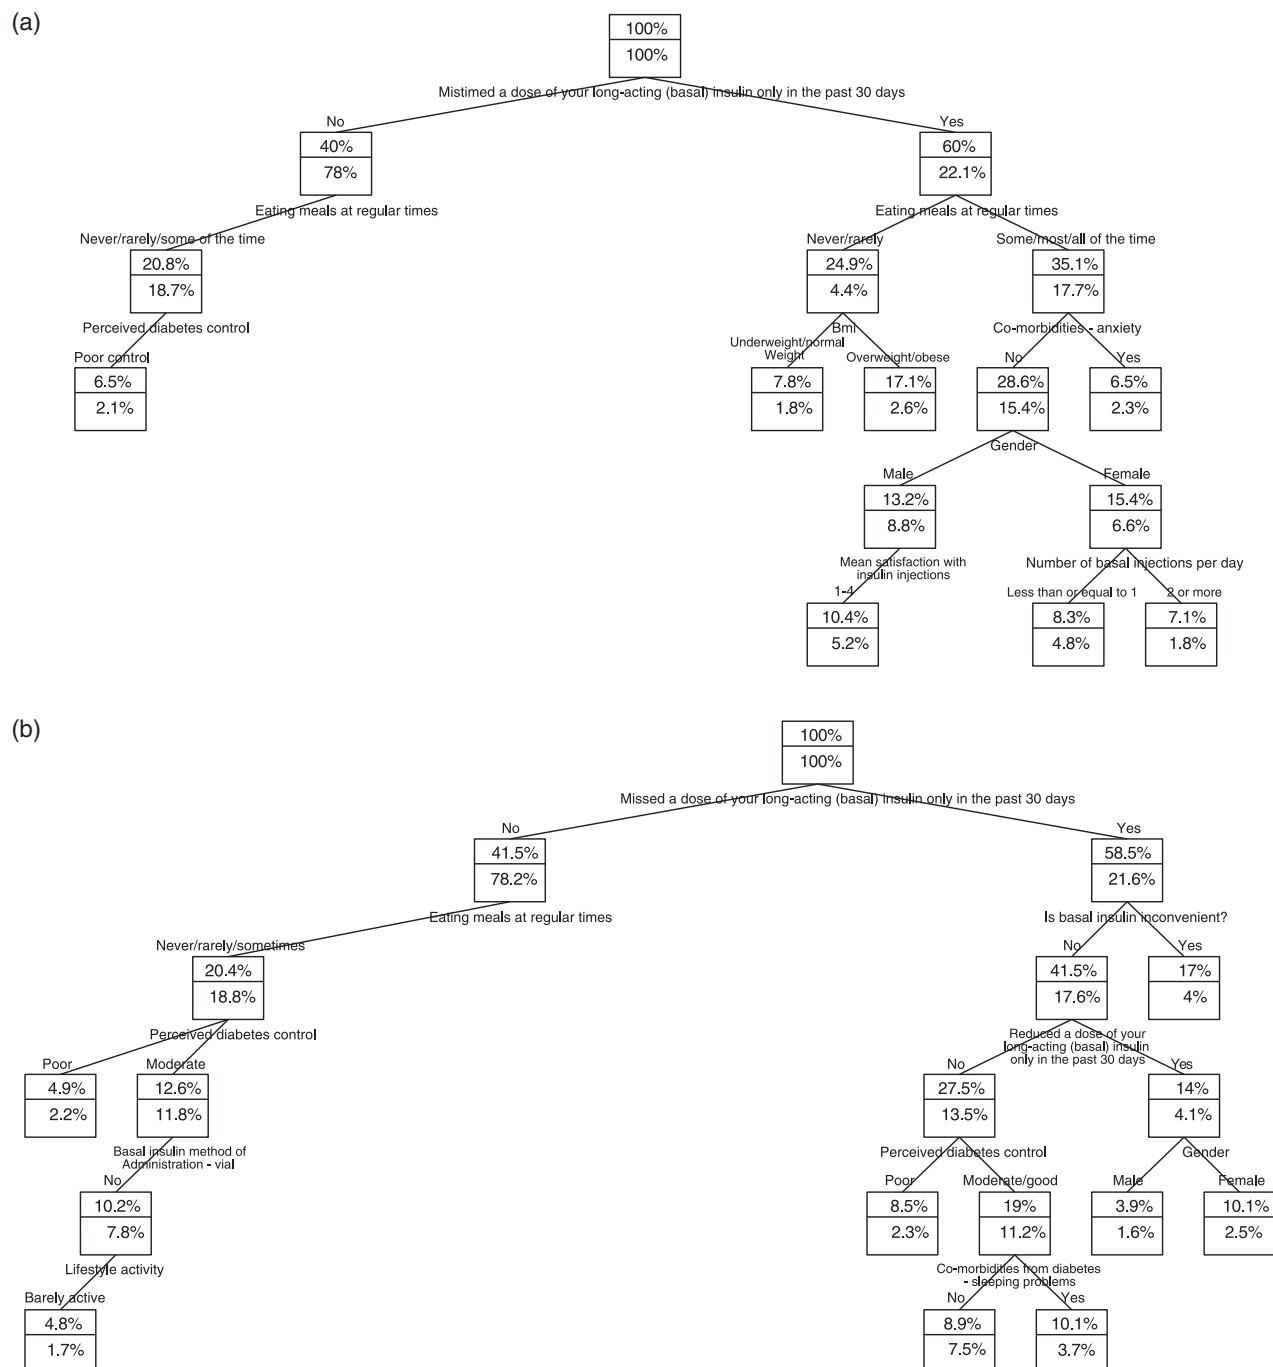 (a)
100%
100%
Mistimed a dose of your long-acting (basal) insulin only in the past 30 days
No
Yes
40%
78%
60%
22.1%
Eating meals at regular times
Eating meals at regular times
Never/rarely/some of the time
Never/rarely
Some/most/all of the time
20.8%
18.7%
24.9%
4.4%
35.1%
17.7%
Perceived diabetes control
BmI
Co-morbidities - anxiety
Poor control
Underweight/normal
Weight
Overweight/obese
No
Yes
6.5%
2.1%
7.8%
1.8%
17.1%
2.6%
28.6%
15.4%
6.5%
2.3%
Gender
Male
Female
13.2%
8.8%
15.4%
6.6%
Mean satisfaction with
insulin injections
Number of basal injections per day
1-4
Less than or equal to 1
2 or more
10.4%
5.2%
8.3%
4.8%
7.1%
1.8%
(b)
100%
100%
Missed a dose of your long-acting (basal) insulin only in the past 30 days
No
Yes
41.5%
78.2%
58.5%
21.6%
Eating meals at regular times
Is basal insulin inconvenient?
Never/rarely/sometimes
No
Yes
20.4%
18.8%
41.5%
17.6%
17%
4%
Perceived diabetes control
Reduced a dose of your
long-acting (basal) insulin
only in the past 30 days
Poor
Moderate
No
Yes
4.9%
2.2%
12.6%
11.8%
27.5%
13.5%
14%
4.1%
Basal insulin method of
Administration - vial
Perceived diabetes control
Gender
No
Poor
Moderate/good
Male
Female
10.2%
7.8%
8.5%
2.3%
19%
11.2%
3.9%
1.6%
10.1%
2.5%
Lifestyle activity
Co-morbidities from diabetes
- sleeping problems
Barely active
No
Yes
4.8%
1.7%
8.9%
7.5%
10.1%
3.7%